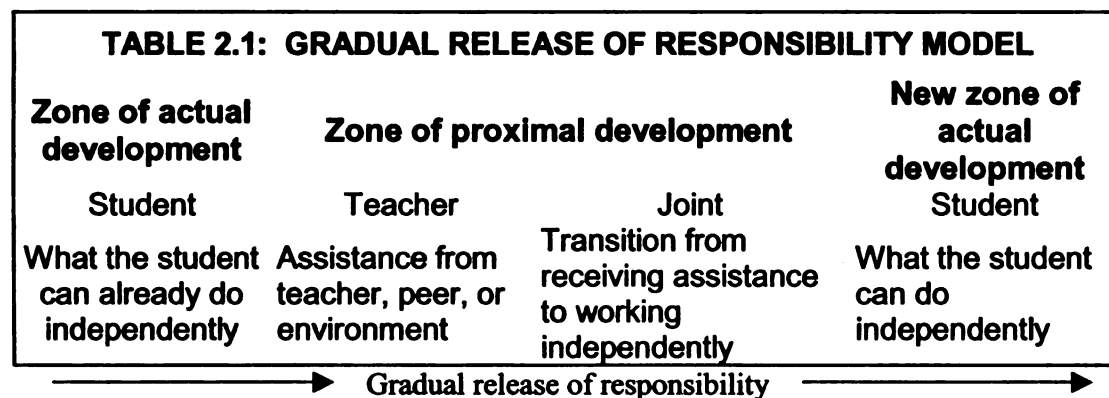 TABLE 2.1: GRADUAL RELEASE OF RESPONSIBILITY MODEL
Zone of actual
development
Zone of proximal development
New zone of
actual
development
Student
Teacher
Joint
Student
What the student
can already do
independently
Assistance from
teacher, peer, or
environment
Transition from
receiving assistance
to working
independently
What the student
can do
independently
Gradual release of responsibility